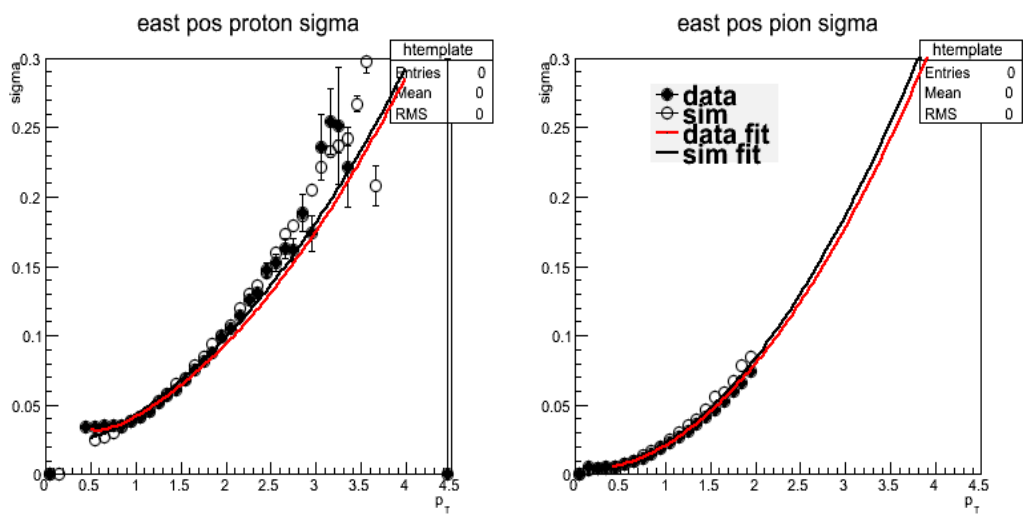 east pos proton sigma
htemplate
Entries 0
Mean 0
RMS 0
sigma
0.3
0.25
0.2
0.15
0.1
0.05
0
0 0.5 1 1.5 2 2.5 3 3.5 4 4.5
p_T
east pos pion sigma
htemplate
Entries 0
Mean 0
RMS 0
data
sim
data fit
sim fit
sigma
0.3
0.25
0.2
0.15
0.1
0.05
0
0 0.5 1 1.5 2 2.5 3 3.5 4 4.5
p_T